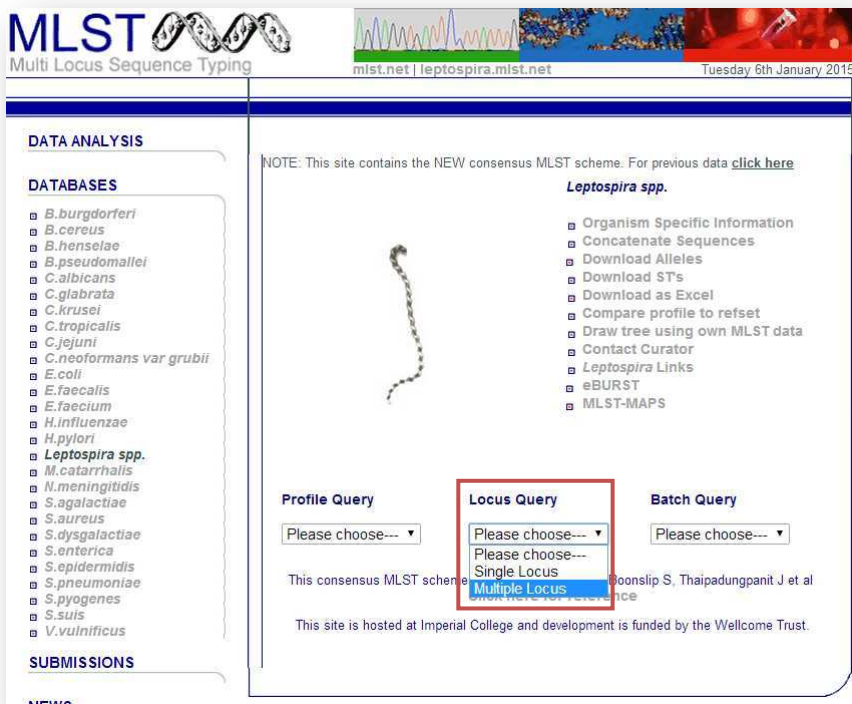 MLST
Multi Locus Sequence Typing
mlst.net | leptospira.mlst.net
Tuesday 6th January 2015
DATA ANALYSIS
DATABASES
B.burgdorferi
B.cereus
B.henselae
B.pseudomallei
C.albicans
C.glabrata
C.krusei
C.tropicalis
C.jejuni
C.neoformans var grubii
E.coli
E.faecalis
E.faecium
H.influenzae
H.pylori
Leptospira spp.
M.catarrhalis
N.meningitidis
S.agalactiae
S.aureus
S.dysgalactiae
S.enterica
S.epidermidis
S.pneumoniae
S.pyogenes
S.suis
V.vulnificus
SUBMISSIONS
NEWS
NOTE: This site contains the NEW consensus MLST scheme. For previous data click here
Leptospira spp.
Organism Specific Information
Concatenate Sequences
Download Alleles
Download ST's
Download as Excel
Compare profile to refset
Draw tree using own MLST data
Contact Curator
Leptospira Links
eBURST
MLST-MAPS
Profile Query
Please choose---
Locus Query
Please choose---
Please choose---
Single Locus
Multiple Locus
Batch Query
Please choose---
This consensus MLST scheme Boonslip S, Thaipadungpanit J et al
Click here for reference
This site is hosted at Imperial College and development is funded by the Wellcome Trust.